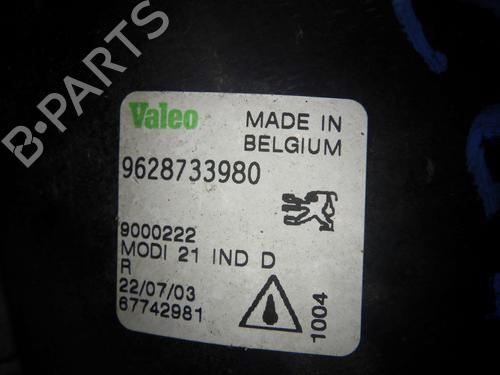 B-PARTS
Valeo
MADE IN
BELGIUM
9628733980
9000222
MODI 21 IND D
R
22/07/03
67742981
1004